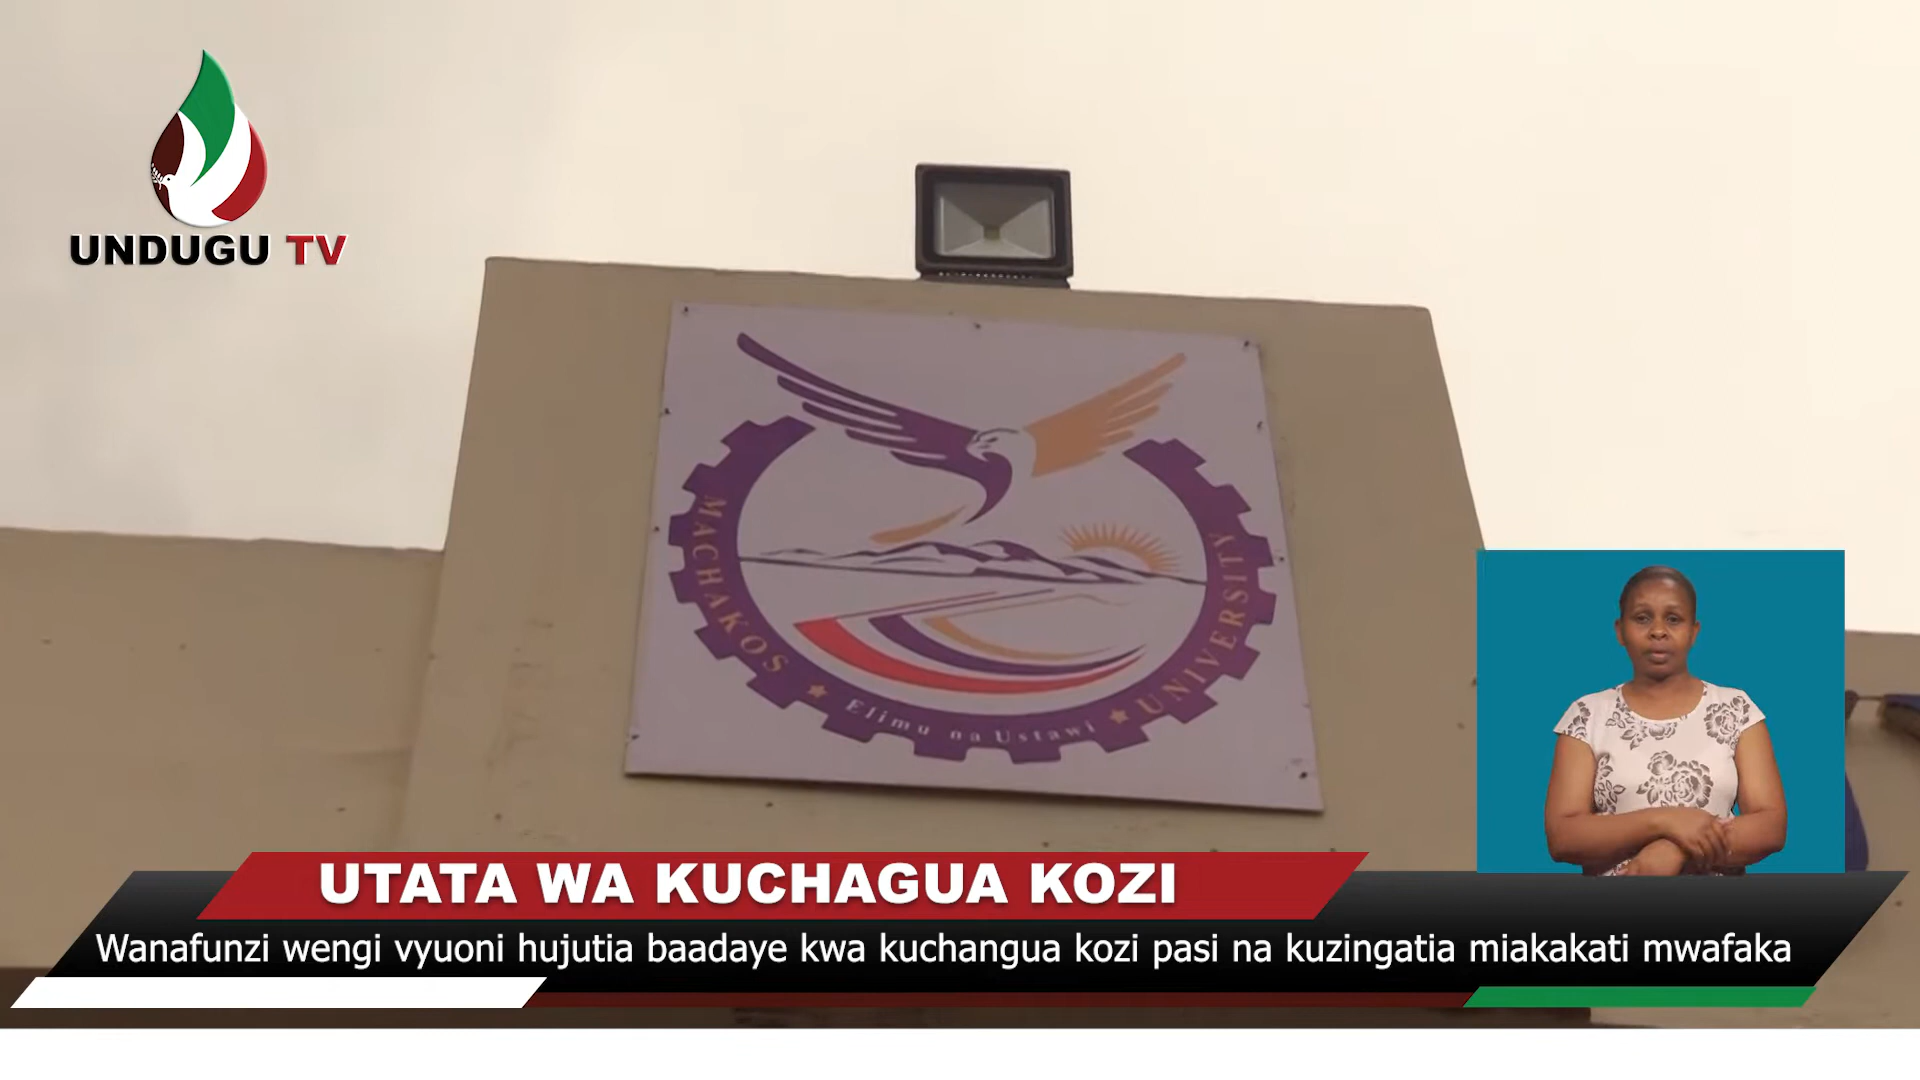 UNDUGU TV
MACHAKOS UNIVERSITY
Elimu na Ustawi
UTATA WA KUCHAGUA KOZI
Wanafunzi wengi vyuoni hujutia baadaye kwa kuchangua kozi pasi na kuzingatia miakakati mwafaka